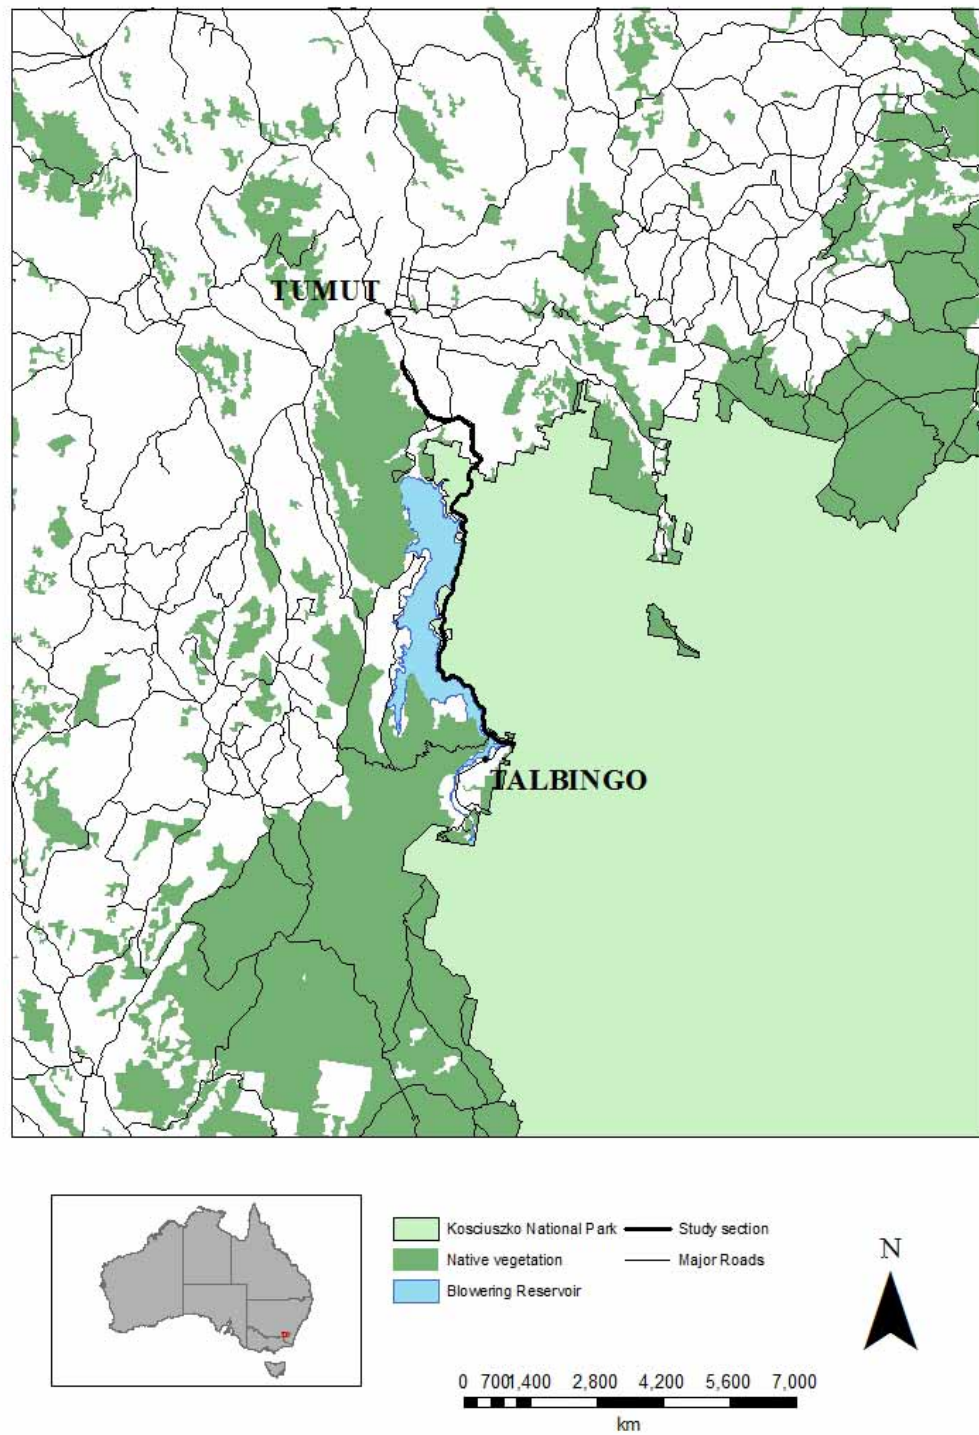 TUMUT
TALBINGO
Kosciuszko National Park
Study section
Native vegetation
Major Roads
Blowering Reservoir
N
0 700 1,400 2,800 4,200 5,600 7,000
km